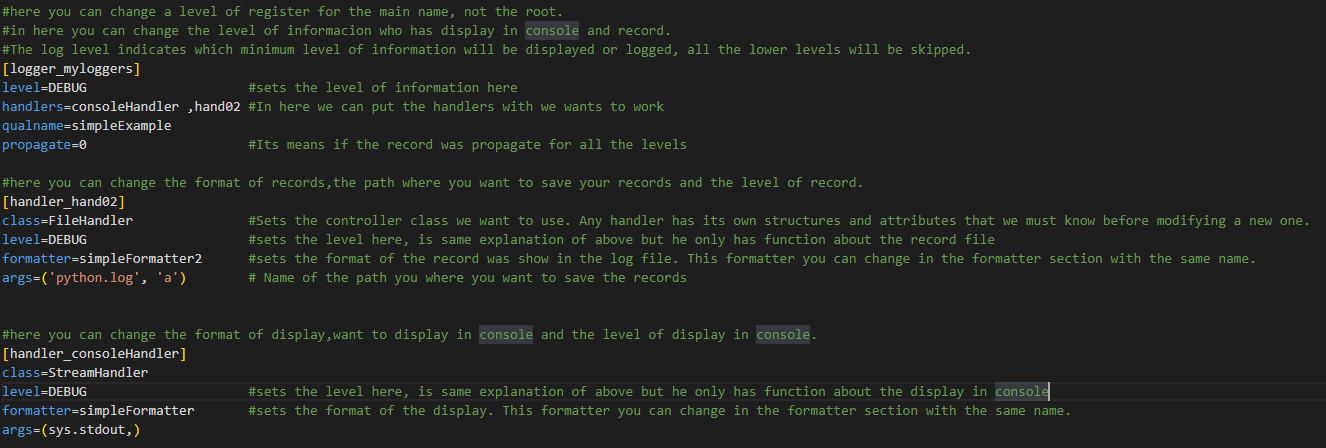 #here you can change a level of register for the main name, not the root.
#in here you can change the level of informacion who has display in console and record.
#The log level indicates which minimum level of information will be displayed or logged, all the lower levels will be skipped.
[logger_myloggers]
level=DEBUG #sets the level of information here
handlers=consoleHandler ,hand02 #In here we can put the handlers with we wants to work
qualname=simpleExample
propagate=0 #Its means if the record was propagate for all the levels
#here you can change the format of records,the path where you want to save your records and the level of record.
[handler_hand02]
class=FileHandler #Sets the controller class we want to use. Any handler has its own structures and attributes that we must know before modifying a new one.
level=DEBUG #sets the level here, is same explanation of above but he only has function about the record file
formatter=simpleFormatter2 #sets the format of the record was show in the log file. This formatter you can change in the formatter section with the same name.
args=('python.log', 'a') # Name of the path you where you want to save the records
#here you can change the format of display,want to display in console and the level of display in console.
[handler_consoleHandler]
class=StreamHandler
level=DEBUG #sets the level here, is same explanation of above but he only has function about the display in console
formatter=simpleFormatter #sets the format of the display. This formatter you can change in the formatter section with the same name.
args=(sys.stdout,)